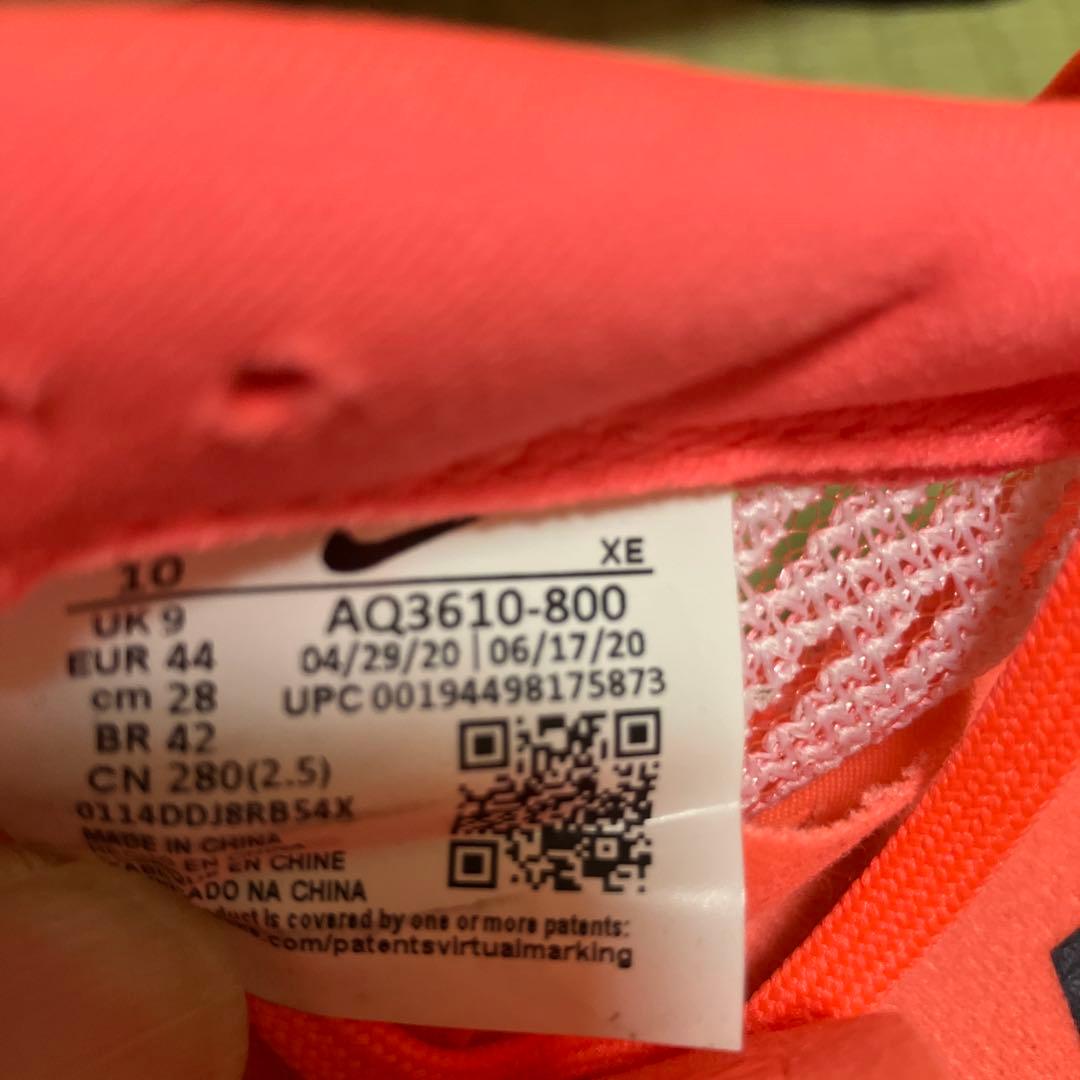 10 XE
UK 9 AQ3610-800
EUR 44 04/29/20 | 06/17/20
cm 28 UPC 00194498175873
BR 42
CN 280(2.5)
0114DDJ8RB54X
MADE IN CHINA
EN CHINE
NA CHINA
is covered by one or more patents:
.com/patentsvirtualmarking